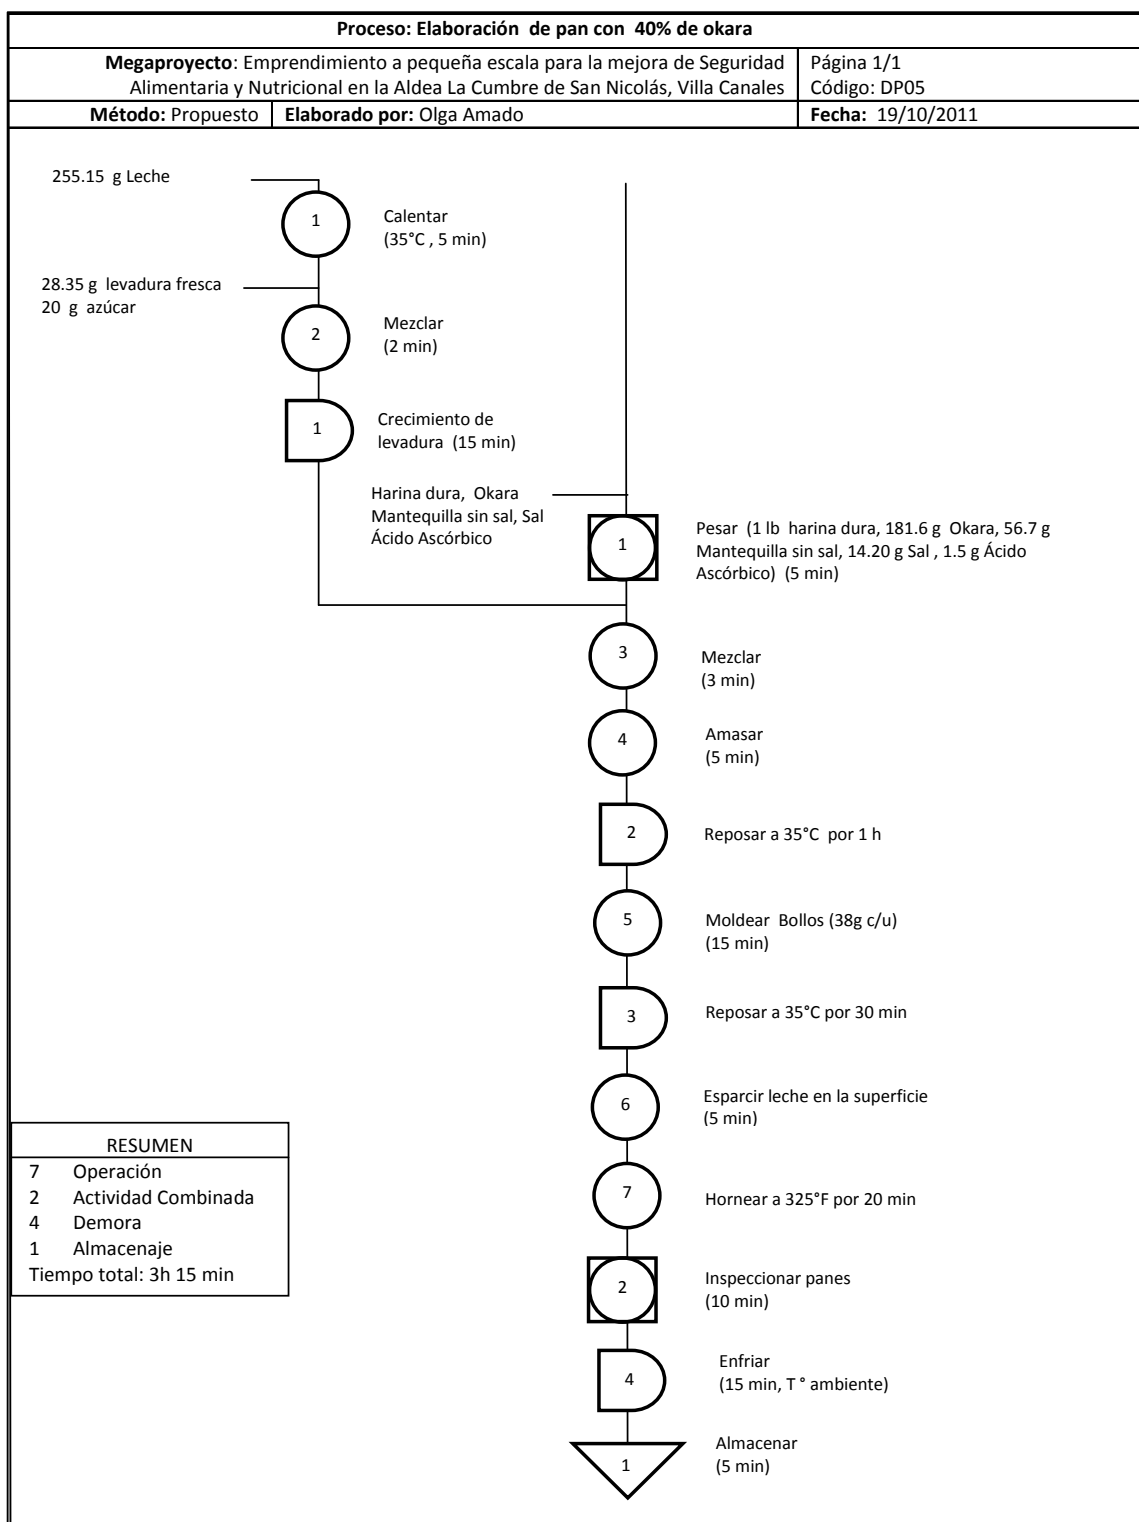 Proceso: Elaboración de pan con 40% de okara
Megaproyecto: Emprendimiento a pequeña escala para la mejora de Seguridad
Alimentaria y Nutricional en la Aldea La Cumbre de San Nicolás, Villa Canales
Página 1/1
Código: DP05
Método: Propuesto
Elaborado por: Olga Amado
Fecha: 19/10/2011
255.15 g Leche
1
Calentar
(35°C , 5 min)
28.35 g levadura fresca
20 g azúcar
2
Mezclar
(2 min)
1
Crecimiento de
levadura (15 min)
Harina dura, Okara
Mantequilla sin sal, Sal
Ácido Ascórbico
1
Pesar (1 lb harina dura, 181.6 g Okara, 56.7 g
Mantequilla sin sal, 14.20 g Sal , 1.5 g Ácido
Ascórbico) (5 min)
3
Mezclar
(3 min)
4
Amasar
(5 min)
2
Reposar a 35°C por 1 h
5
Moldear Bollos (38g c/u)
(15 min)
3
Reposar a 35°C por 30 min
6
Esparcir leche en la superficie
(5 min)
7
Hornear a 325°F por 20 min
2
Inspeccionar panes
(10 min)
4
Enfriar
(15 min, T ° ambiente)
1
Almacenar
(5 min)
RESUMEN
7 Operación
2 Actividad Combinada
4 Demora
1 Almacenaje
Tiempo total: 3h 15 min